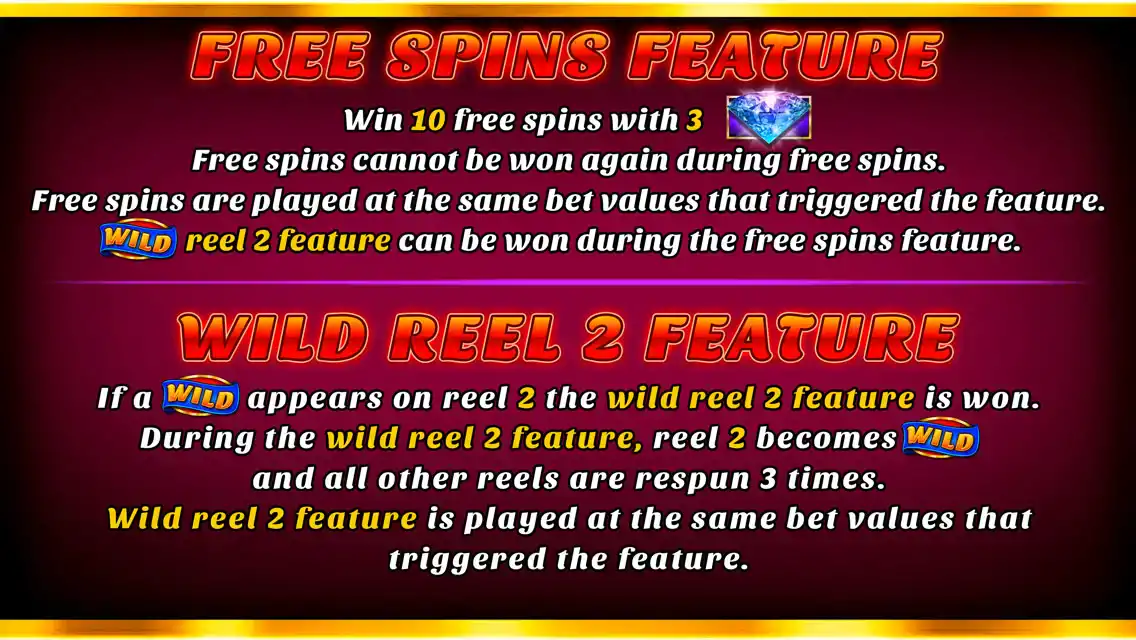 FREE SPINS FEATURE
Win 10 free spins with 3
Free spins cannot be won again during free spins.
Free spins are played at the same bet values that triggered the feature.
WILD reel 2 feature can be won during the free spins feature.
WILD REEL 2 FEATURE
If a WILD appears on reel 2 the wild reel 2 feature is won.
During the wild reel 2 feature, reel 2 becomes WILD
and all other reels are respun 3 times.
Wild reel 2 feature is played at the same bet values that
triggered the feature.